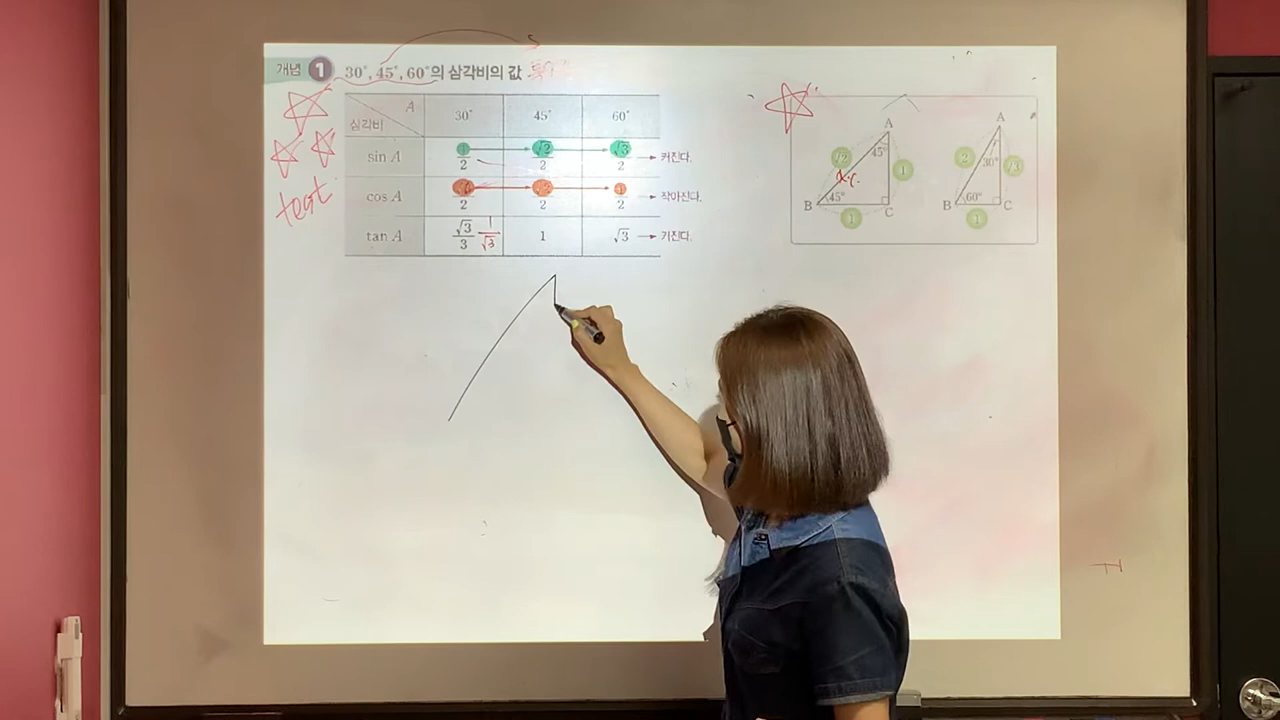 개념 1 30°, 45°, 60°의 삼각비의 값
A 30° 45° 60°
삼각비
sin A 1/2 √2/2 √3/2 → 커진다.
cos A √3/2 √2/2 1/2 → 작아진다.
tan A √3/3 1/√3 1 √3 → 커진다.
test
A 45° √2 1 B 45° C 1
A 30° 2 √3 B 60° C 1